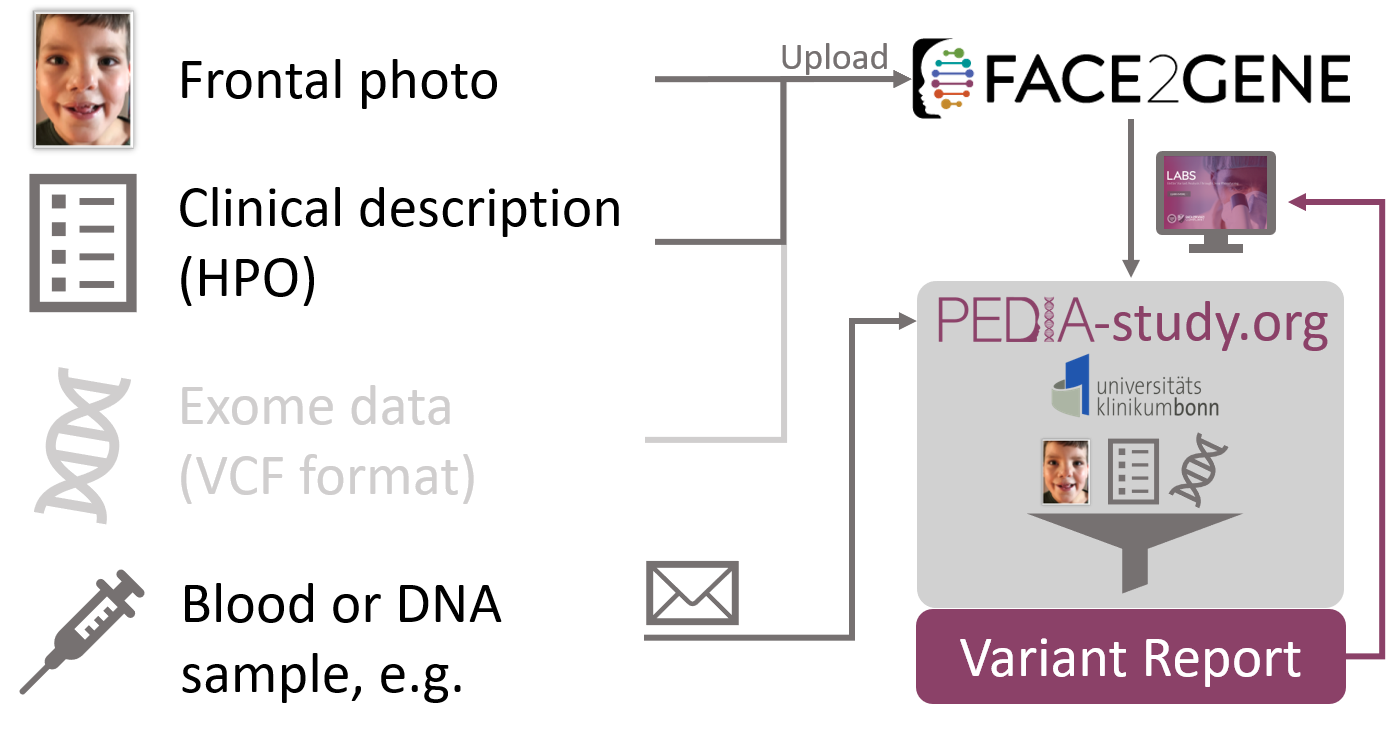 Frontal photo
Upload
FACE2GENE
Clinical description
(HPO)
LABS
PEDIA-study.org
universitäts
klinikumbonn
Exome data
(VCF format)
Blood or DNA
sample, e.g.
Variant Report